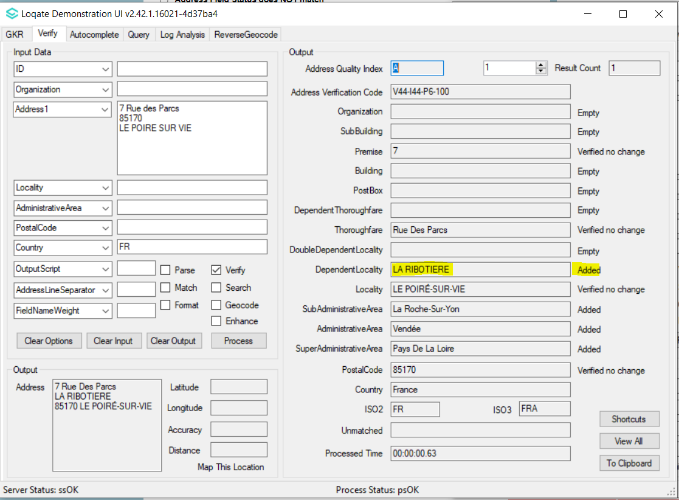 Address Field Status does NOT match
Loqate Demonstration UI v2.42.1.16021-4d37ba4
GKR Verify Autocomplete Query Log Analysis ReverseGeocode
Input Data
ID
Organization
Address1
7 Rue des Parcs
85170
LE POIRE SUR VIE
Locality
AdministrativeArea
PostalCode
Country FR
OutputScript Parse Verify
AddressLineSeparator Match Search
FieldNameWeight Format Geocode
Enhance
Clear Options Clear Input Clear Output Process
Output
Address
7 Rue Des Parcs
LA RIBOTIERE
85170 LE POIRÉ-SUR-VIE
Latitude
Longitude
Accuracy
Distance
Map This Location
Output
Address Quality Index A 1 Result Count 1
Address Verification Code V44-I44-P6-100
Organization Empty
SubBuilding Empty
Premise 7 Verified no change
Building Empty
PostBox Empty
DependentThoroughfare Empty
Thoroughfare Rue Des Parcs Verified no change
DoubleDependentLocality Empty
DependentLocality LA RIBOTIERE Added
Locality LE POIRÉ-SUR-VIE Verified no change
SubAdministrativeArea La Roche-Sur-Yon Added
AdministrativeArea Vendée Added
SuperAdministrativeArea Pays De La Loire Added
PostalCode 85170 Verified no change
Country France
ISO2 FR ISO3 FRA
Unmatched
Processed Time 00:00:00.63
Shortcuts
View All
To Clipboard
Server Status: ssOK Process Status: psOK